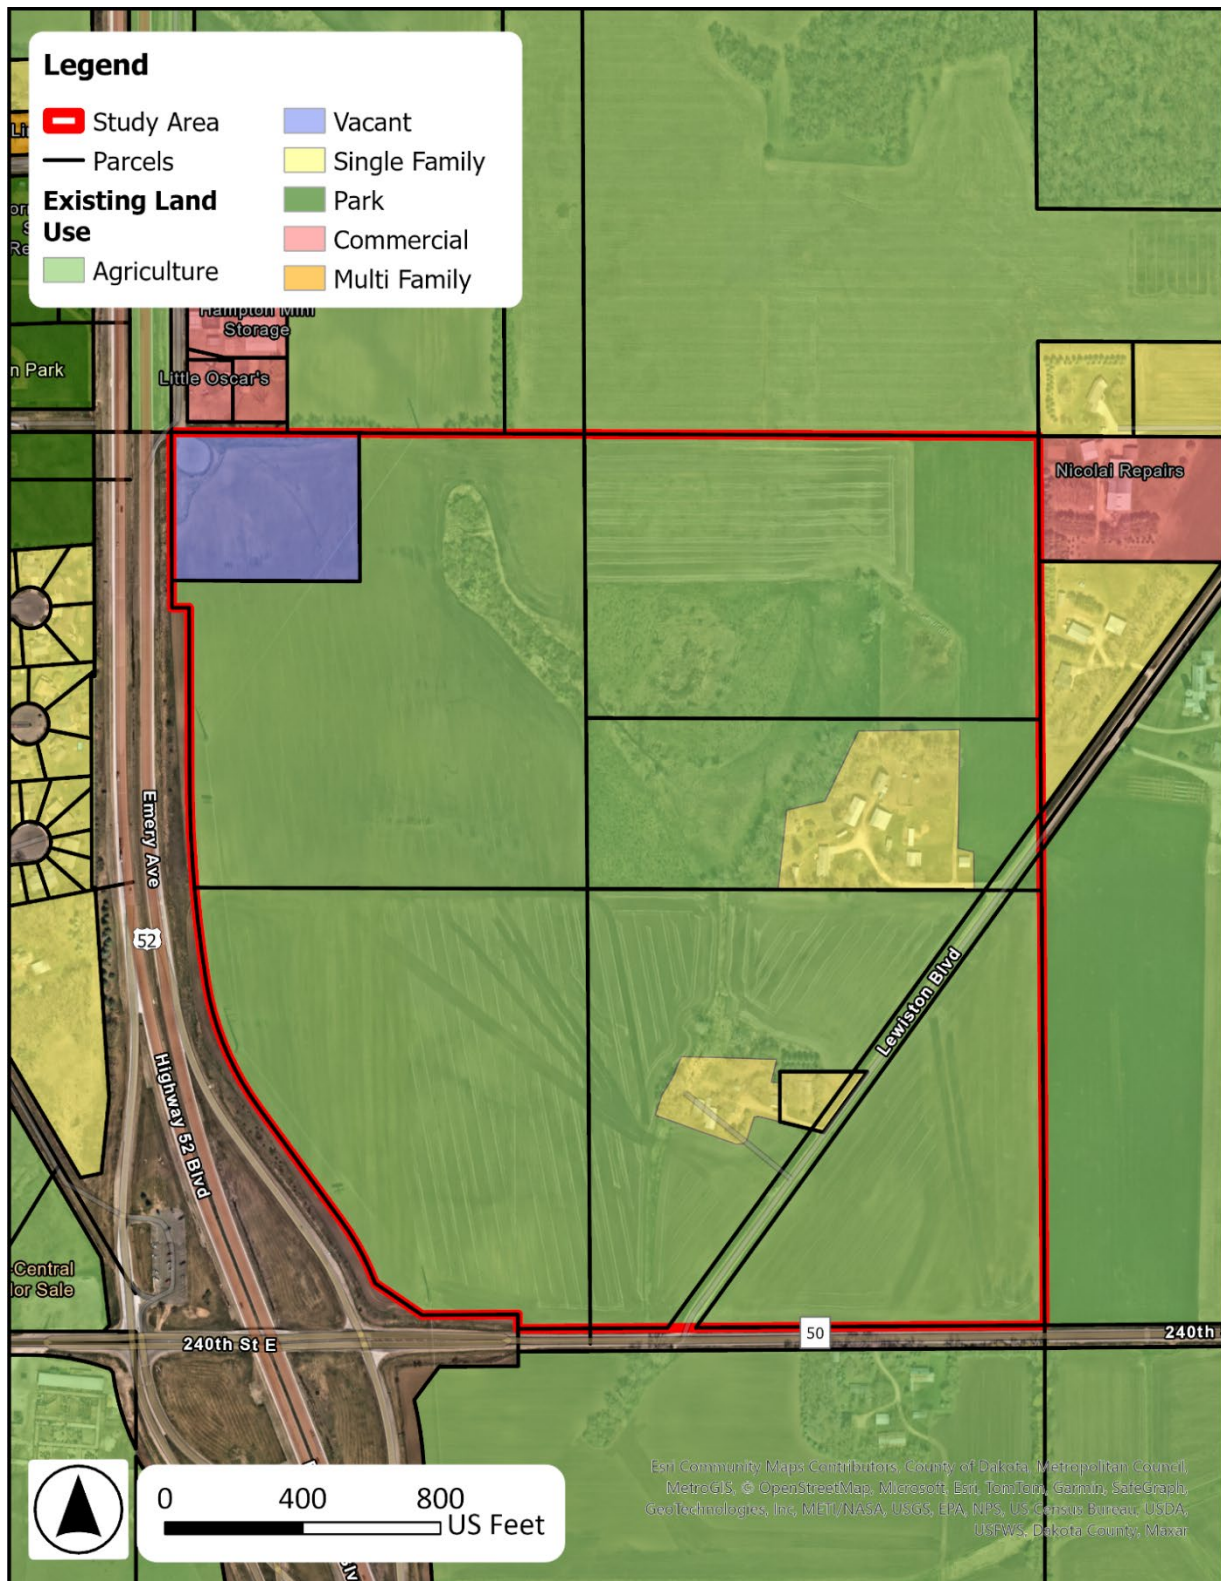 Legend
Study Area
Parcels
Existing Land
Use
Agriculture
Vacant
Single Family
Park
Commercial
Multi Family
Hampton Mini
Storage
Little Oscar's
n Park
Nicolai Repairs
Emery Ave
52
Highway 52 Blvd
Lewiston Blvd
-Central
lor Sale
240th St E
50
240th
0 400 800
US Feet
Esri Community Maps Contributors, County of Dakota, Metropolitan Council,
MetroGIS, © OpenStreetMap, Microsoft, Esri, TomTom, Garmin, SafeGraph,
GeoTechnologies, Inc, METI/NASA, USGS, EPA, NPS, US Census Bureau, USDA,
USFWS, Dakota County, Maxar